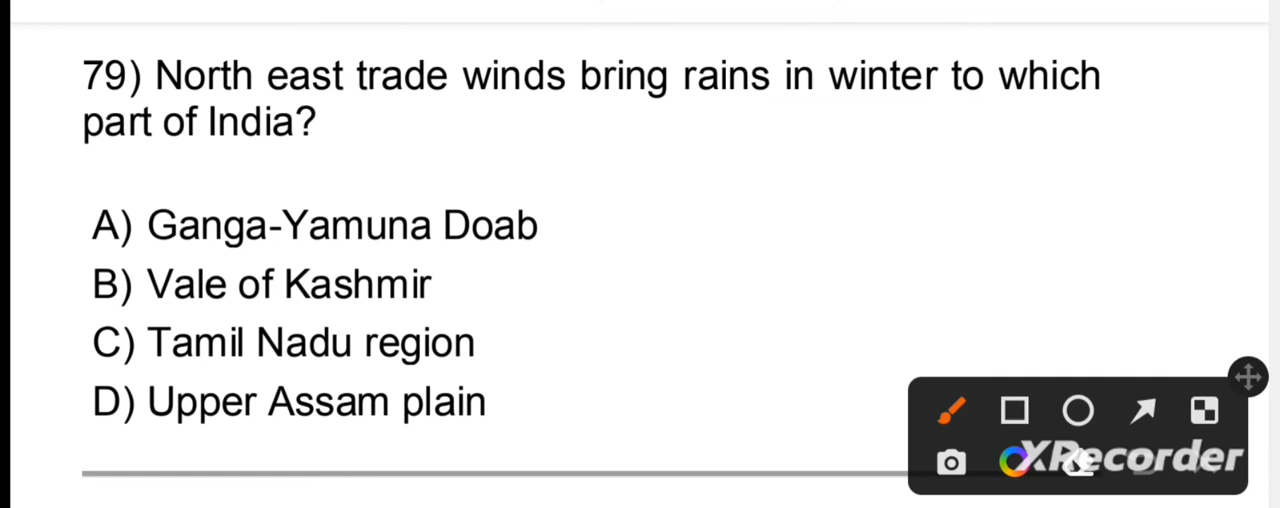 79) North east trade winds bring rains in winter to which
part of India?
A) Ganga-Yamuna Doab
B) Vale of Kashmir
C) Tamil Nadu region
D) Upper Assam plain
XRecorder